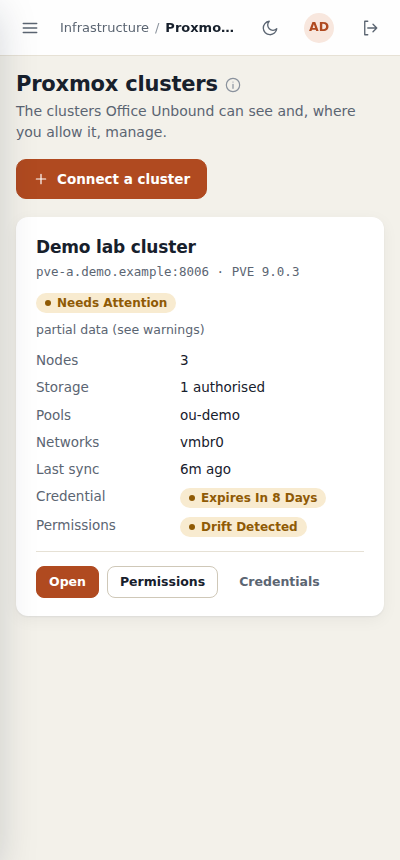 Infrastructure / Proxmo...
AD
Proxmox clusters
The clusters Office Unbound can see and, where
you allow it, manage.
+ Connect a cluster
Demo lab cluster
pve-a.demo.example:8006 · PVE 9.0.3
Needs Attention
partial data (see warnings)
Nodes 3
Storage 1 authorised
Pools ou-demo
Networks vmbr0
Last sync 6m ago
Credential Expires In 8 Days
Permissions Drift Detected
Open Permissions Credentials